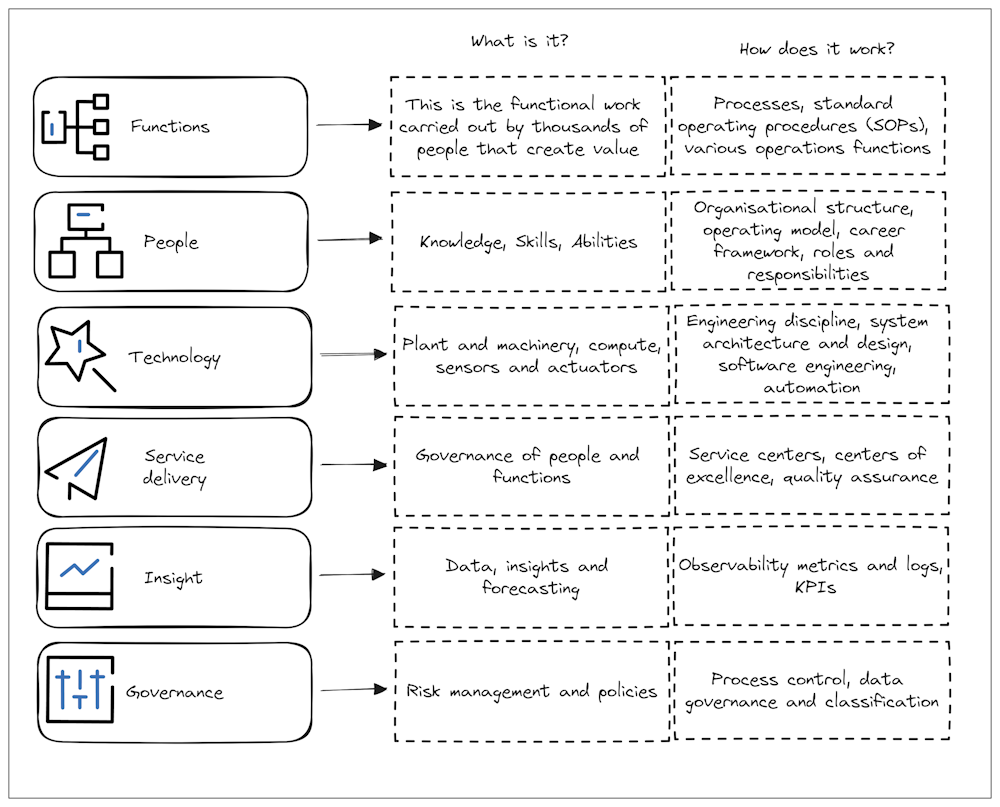 What is it?
How does it work?
Functions
This is the functional work
carried out by thousands of
people that create value
Processes, standard
operating procedures (SOPs),
various operations functions
People
Knowledge, Skills, Abilities
Organisational structure,
operating model, career
framework, roles and
responsibilities
Technology
Plant and machinery, compute,
sensors and actuators
Engineering discipline, system
architecture and design,
software engineering,
automation
Service
delivery
Governance of people and
functions
Service centers, centers of
excellence, quality assurance
Insight
Data, insights and
forecasting
Observability metrics and logs,
KPIs
Governance
Risk management and policies
Process control, data
governance and classification